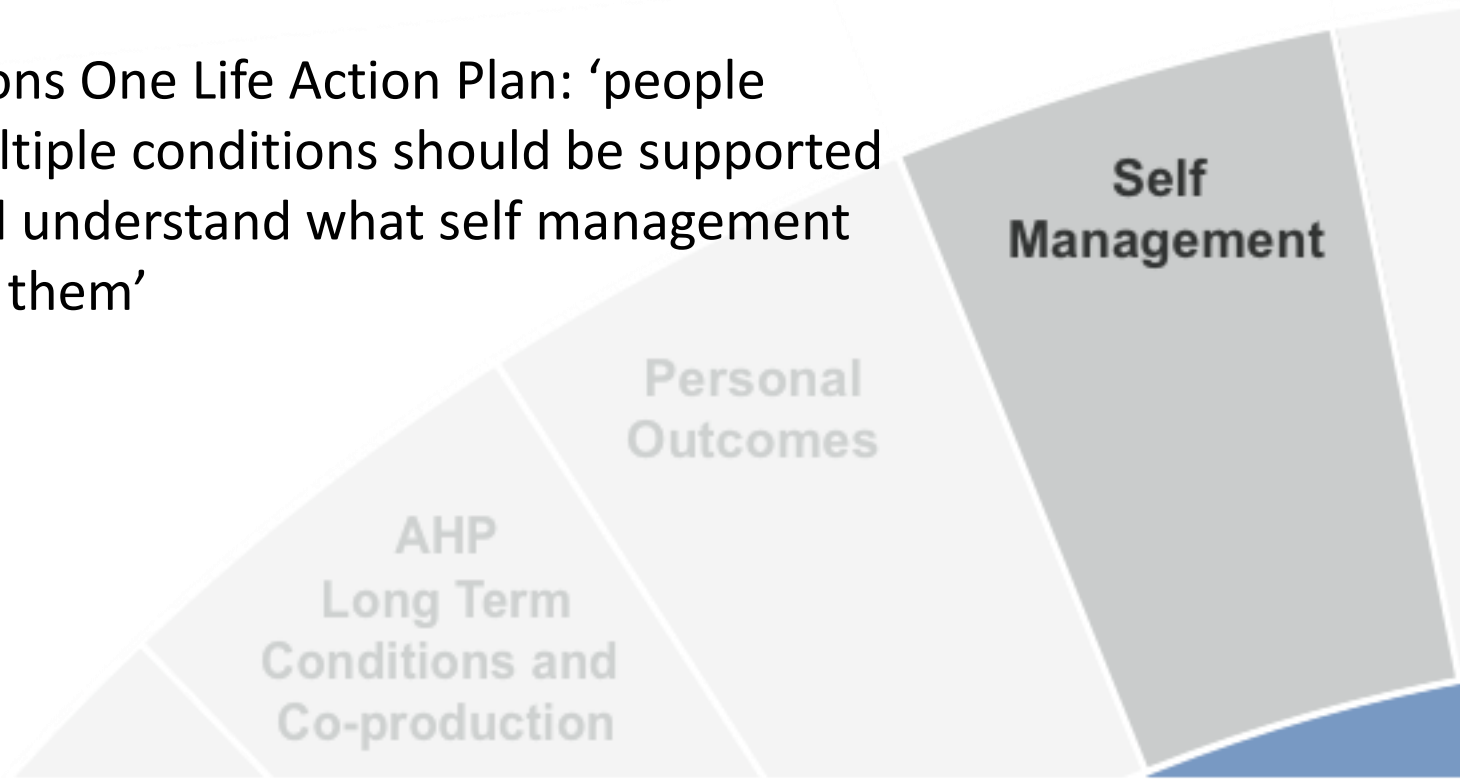 ons One Life Action Plan: ‘people
ltiple conditions should be supported
understand what self management
them’
Self
Management
Personal
Outcomes
AHP
Long Term
Conditions and
Co-production